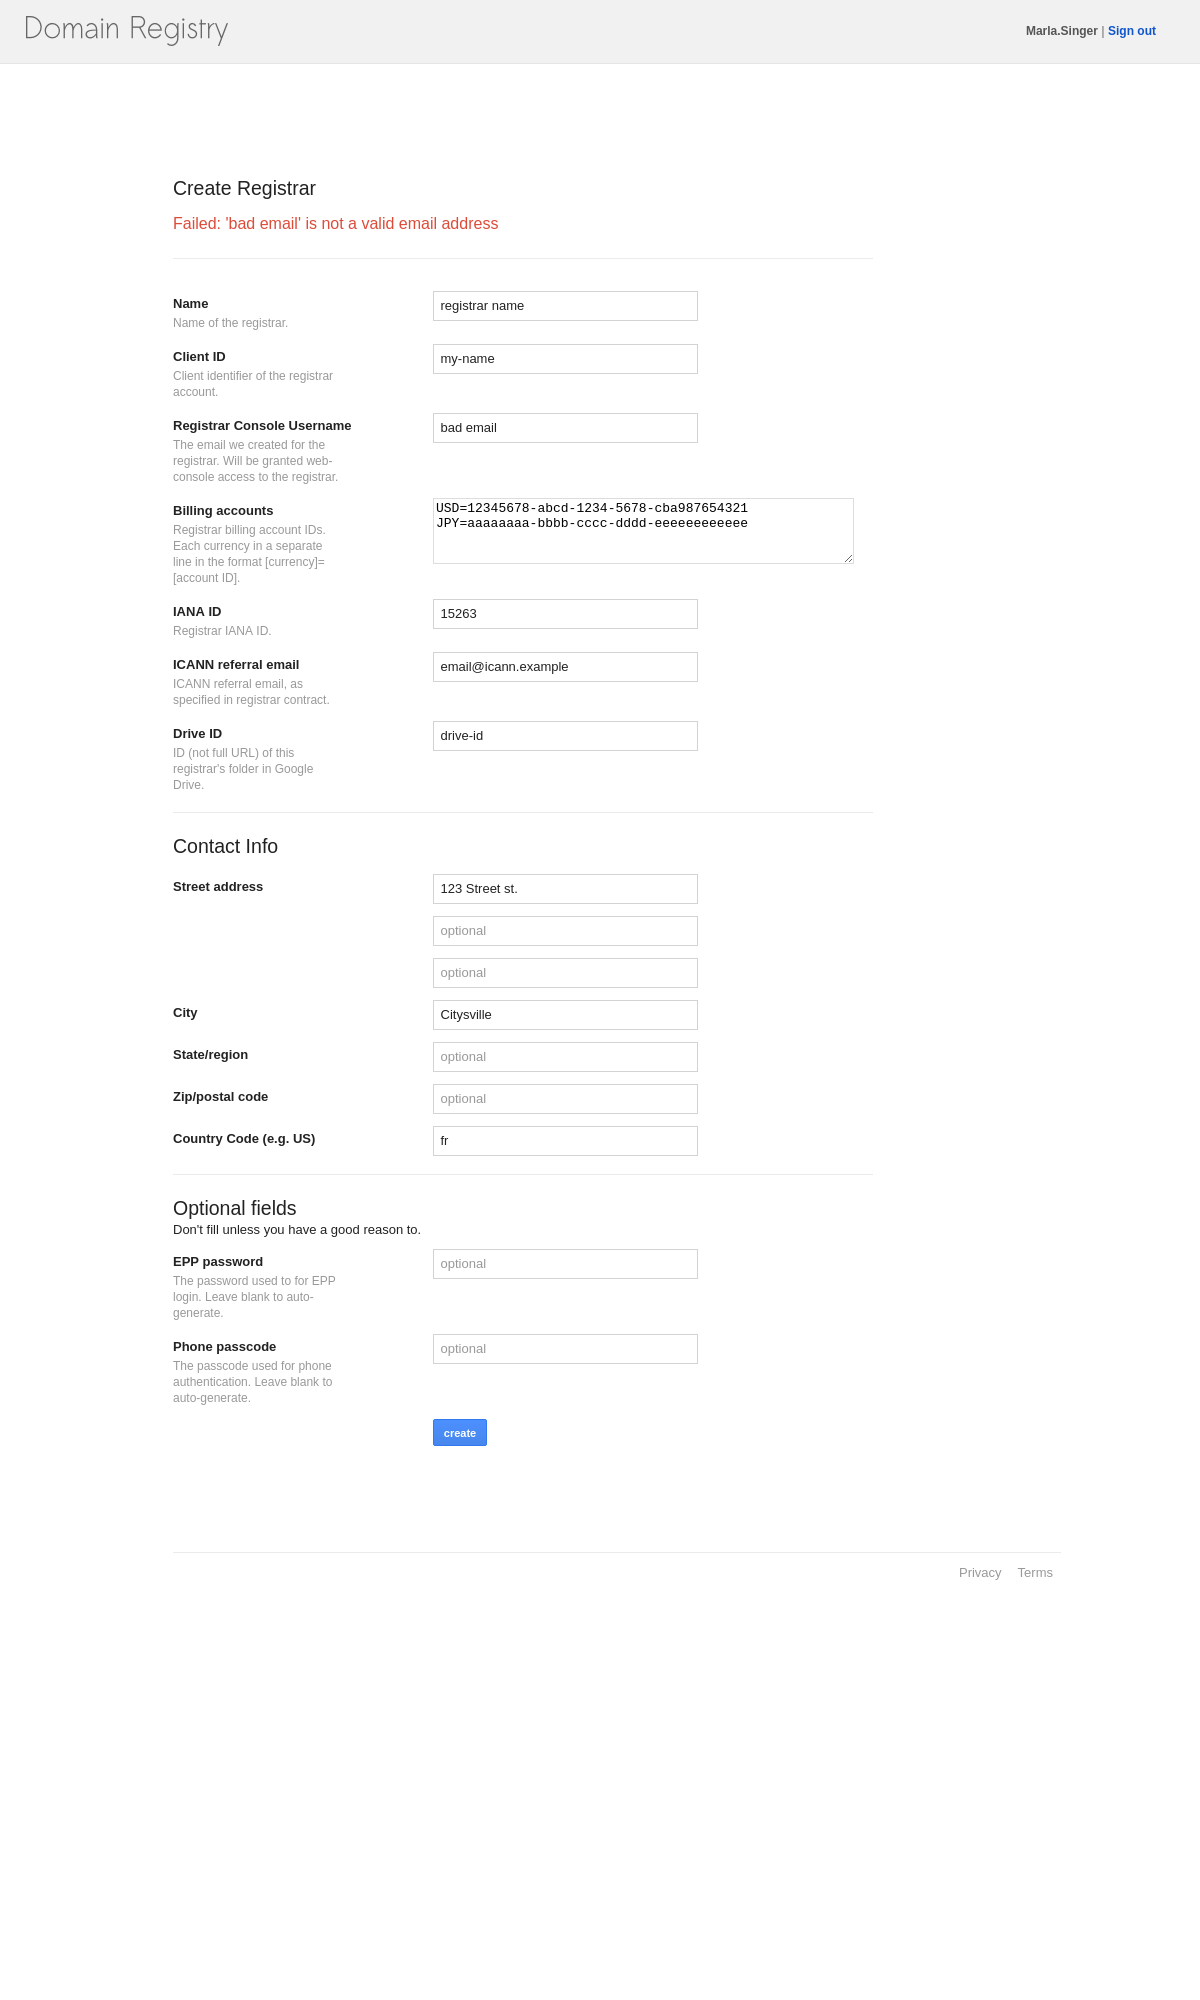 Domain Registry
Marla.Singer | Sign out
Create Registrar
Failed: 'bad email' is not a valid email address
Name
Name of the registrar.
registrar name
Client ID
Client identifier of the registrar
account.
my-name
Registrar Console Username
The email we created for the
registrar. Will be granted web-
console access to the registrar.
bad email
Billing accounts
Registrar billing account IDs.
Each currency in a separate
line in the format [currency]=
[account ID].
USD=12345678-abcd-1234-5678-cba987654321
JPY=aaaaaaaa-bbbb-cccc-dddd-eeeeeeeeeeee
IANA ID
Registrar IANA ID.
15263
ICANN referral email
ICANN referral email, as
specified in registrar contract.
email@icann.example
Drive ID
ID (not full URL) of this
registrar's folder in Google
Drive.
drive-id
Contact Info
Street address
123 Street st.
optional
optional
City
Citysville
State/region
optional
Zip/postal code
optional
Country Code (e.g. US)
fr
Optional fields
Don't fill unless you have a good reason to.
EPP password
The password used to for EPP
login. Leave blank to auto-
generate.
optional
Phone passcode
The passcode used for phone
authentication. Leave blank to
auto-generate.
optional
create
Privacy Terms